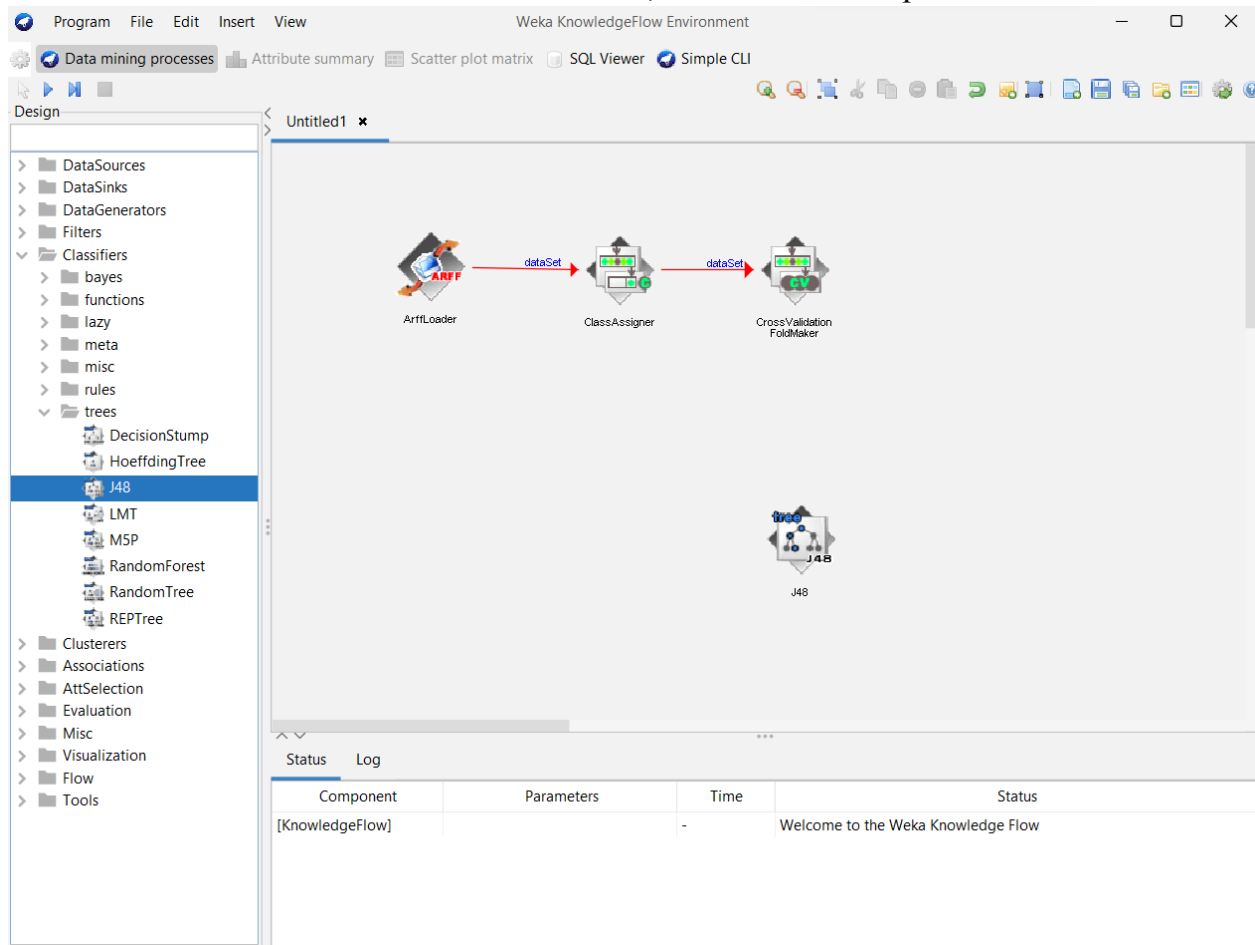 Program File Edit Insert View Weka KnowledgeFlow Environment
Data mining processes Attribute summary Scatter plot matrix SQL Viewer Simple CLI
Design
Untitled1
DataSources
DataSinks
DataGenerators
Filters
Classifiers
bayes
functions
lazy
meta
misc
rules
trees
DecisionStump
HoeffdingTree
J48
LMT
M5P
RandomForest
RandomTree
REPTree
Clusterers
Associations
AttSelection
Evaluation
Misc
Visualization
Flow
Tools
dataSet dataSet
ARFF
G
CV
ArffLoader ClassAssigner CrossValidation
FoldMaker
tree
J48
J48
Status Log
Component Parameters Time Status
[KnowledgeFlow] - Welcome to the Weka Knowledge Flow